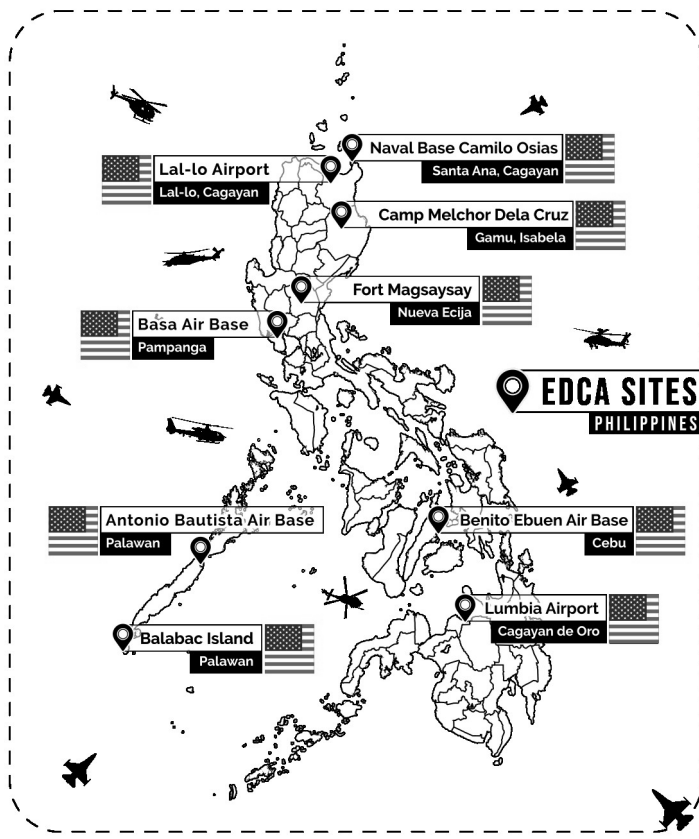 Naval Base Camilo Osias
Santa Ana, Cagayan
Lal-lo Airport
Lal-lo, Cagayan
Camp Melchor Dela Cruz
Gamu, Isabela
Fort Magsaysay
Nueva Ecija
Basa Air Base
Pampanga
EDCA SITES
PHILIPPINES
Antonio Bautista Air Base
Palawan
Benito Ebuen Air Base
Cebu
Lumbia Airport
Cagayan de Oro
Balabac Island
Palawan